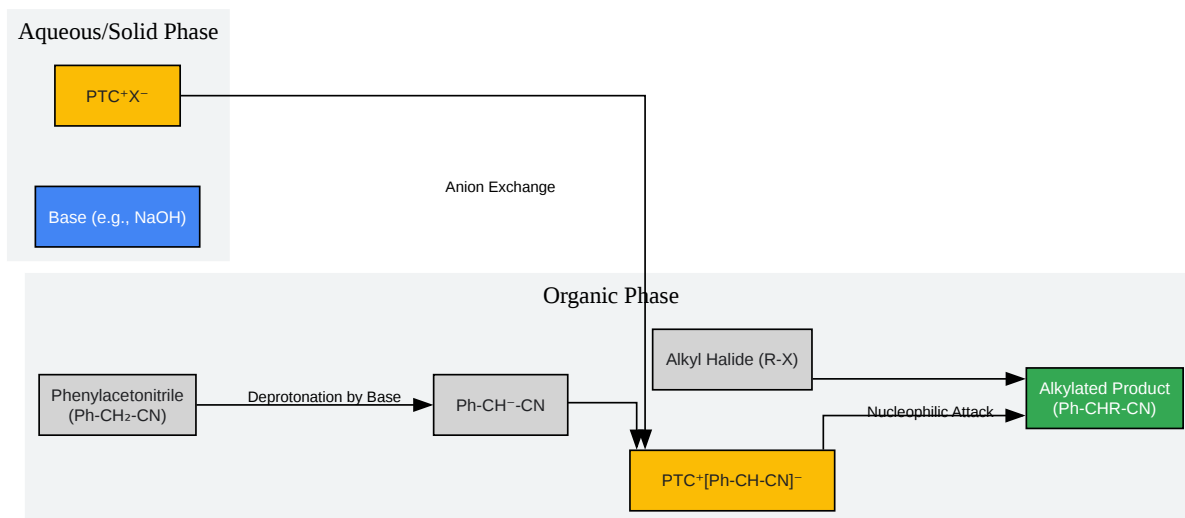 Aqueous/Solid Phase
PTC⁺X⁻
Anion Exchange
Base (e.g., NaOH)
Organic Phase
Alkyl Halide (R-X)
Phenylacetonitrile
(Ph-CH₂-CN)
Deprotonation by Base
Ph-CH⁻-CN
Alkylated Product
(Ph-CHR-CN)
Nucleophilic Attack
PTC⁺[Ph-CH-CN]⁻